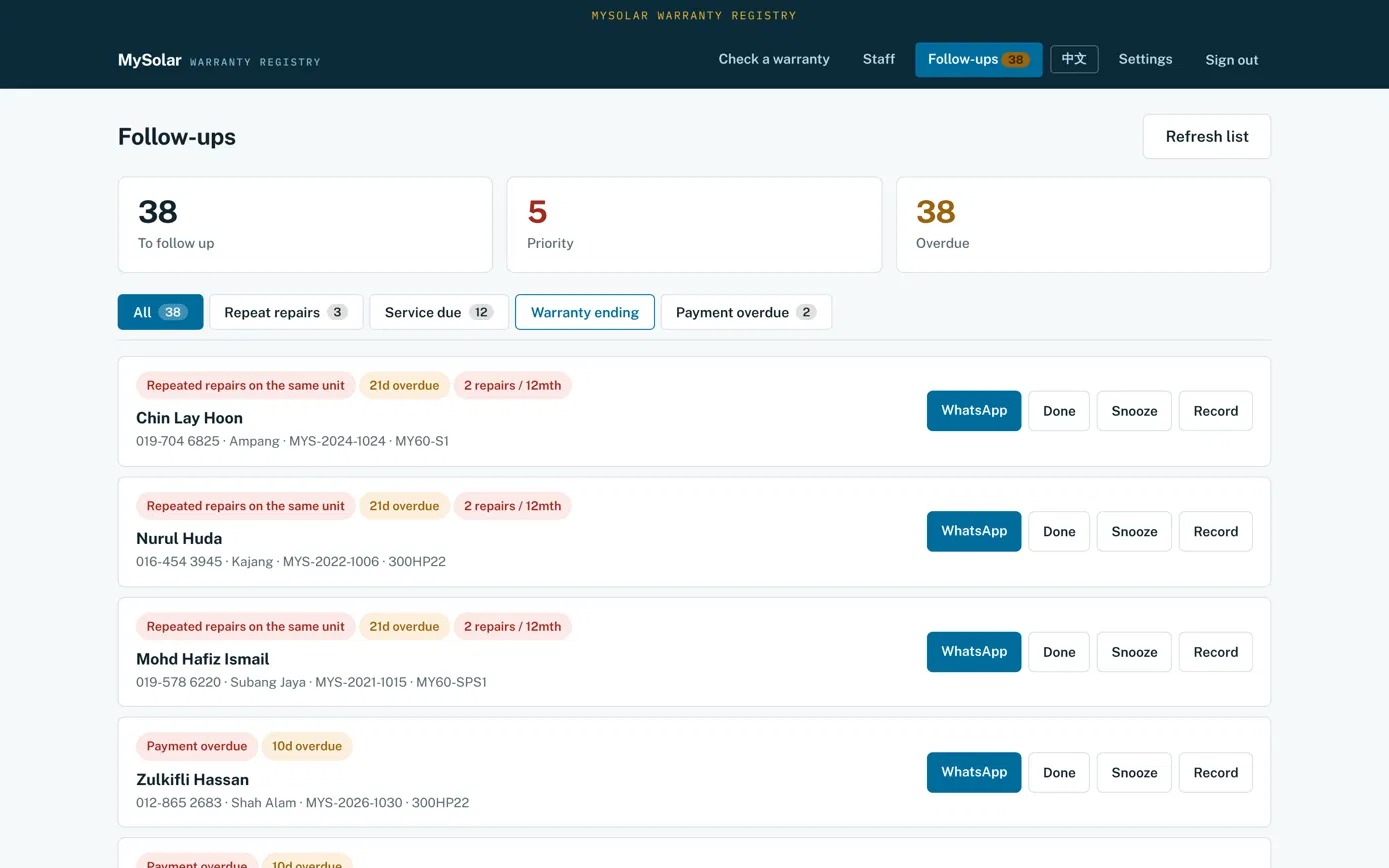 MYSOLAR WARRANTY REGISTRY
MySolar WARRANTY REGISTRY
Check a warranty
Staff
Follow-ups 38
中文
Settings
Sign out
Follow-ups
Refresh list
38
To follow up
5
Priority
38
Overdue
All 38
Repeat repairs 3
Service due 12
Warranty ending
Payment overdue 2
Repeated repairs on the same unit 21d overdue 2 repairs / 12mth
Chin Lay Hoon
019-704 6825 · Ampang · MYS-2024-1024 · MY60-S1
WhatsApp Done Snooze Record
Repeated repairs on the same unit 21d overdue 2 repairs / 12mth
Nurul Huda
016-454 3945 · Kajang · MYS-2022-1006 · 300HP22
WhatsApp Done Snooze Record
Repeated repairs on the same unit 21d overdue 2 repairs / 12mth
Mohd Hafiz Ismail
019-578 6220 · Subang Jaya · MYS-2021-1015 · MY60-SPS1
WhatsApp Done Snooze Record
Payment overdue 10d overdue
Zulkifli Hassan
012-865 2683 · Shah Alam · MYS-2026-1030 · 300HP22
WhatsApp Done Snooze Record
Payment overdue 10d overdue